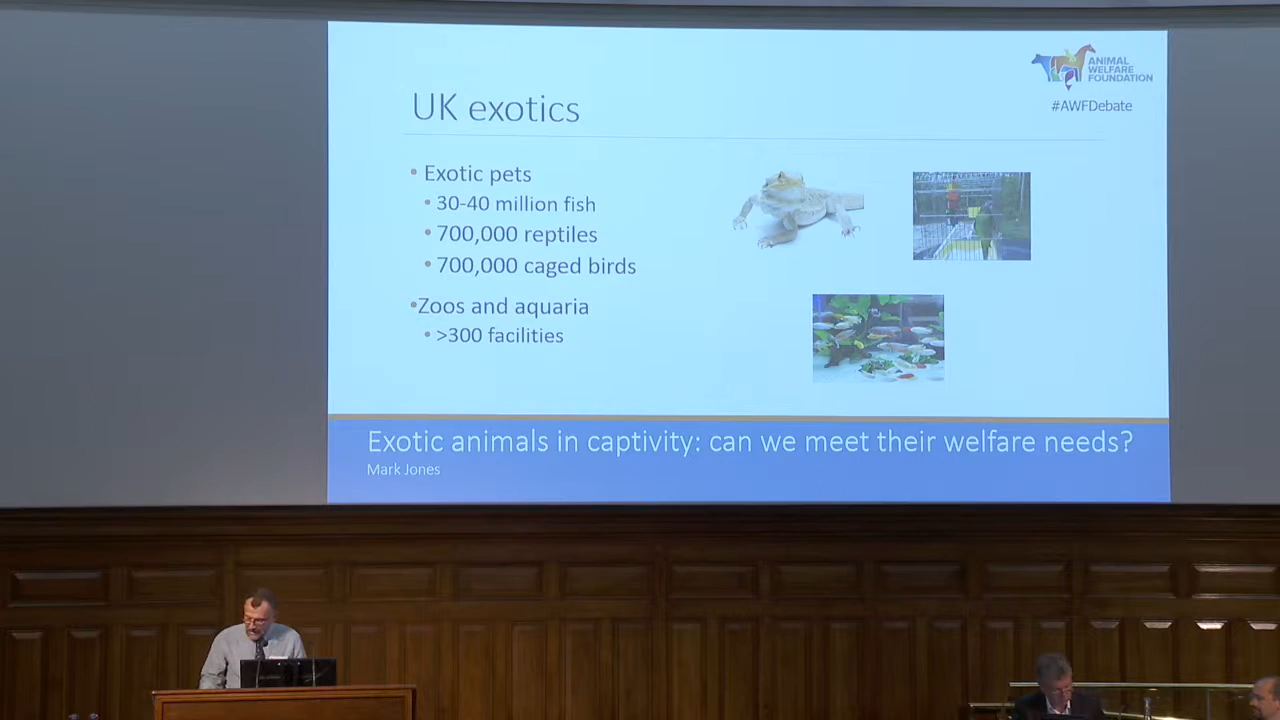 ANIMAL
WELFARE
FOUNDATION
#AWFDebate
UK exotics
• Exotic pets
• 30-40 million fish
• 700,000 reptiles
• 700,000 caged birds
•Zoos and aquaria
• >300 facilities
Exotic animals in captivity: can we meet their welfare needs?
Mark Jones